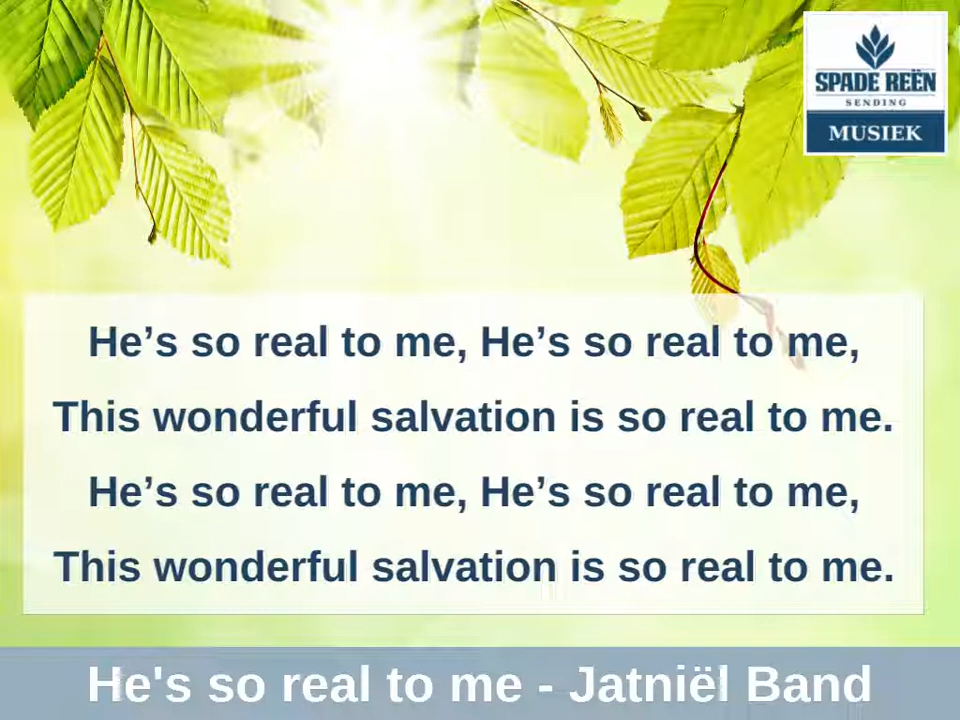 SPADE REËN
SENDING
MUSIEK
He’s so real to me, He’s so real to me,
This wonderful salvation is so real to me.
He’s so real to me, He’s so real to me,
This wonderful salvation is so real to me.
He's so real to me - Jatniël Band